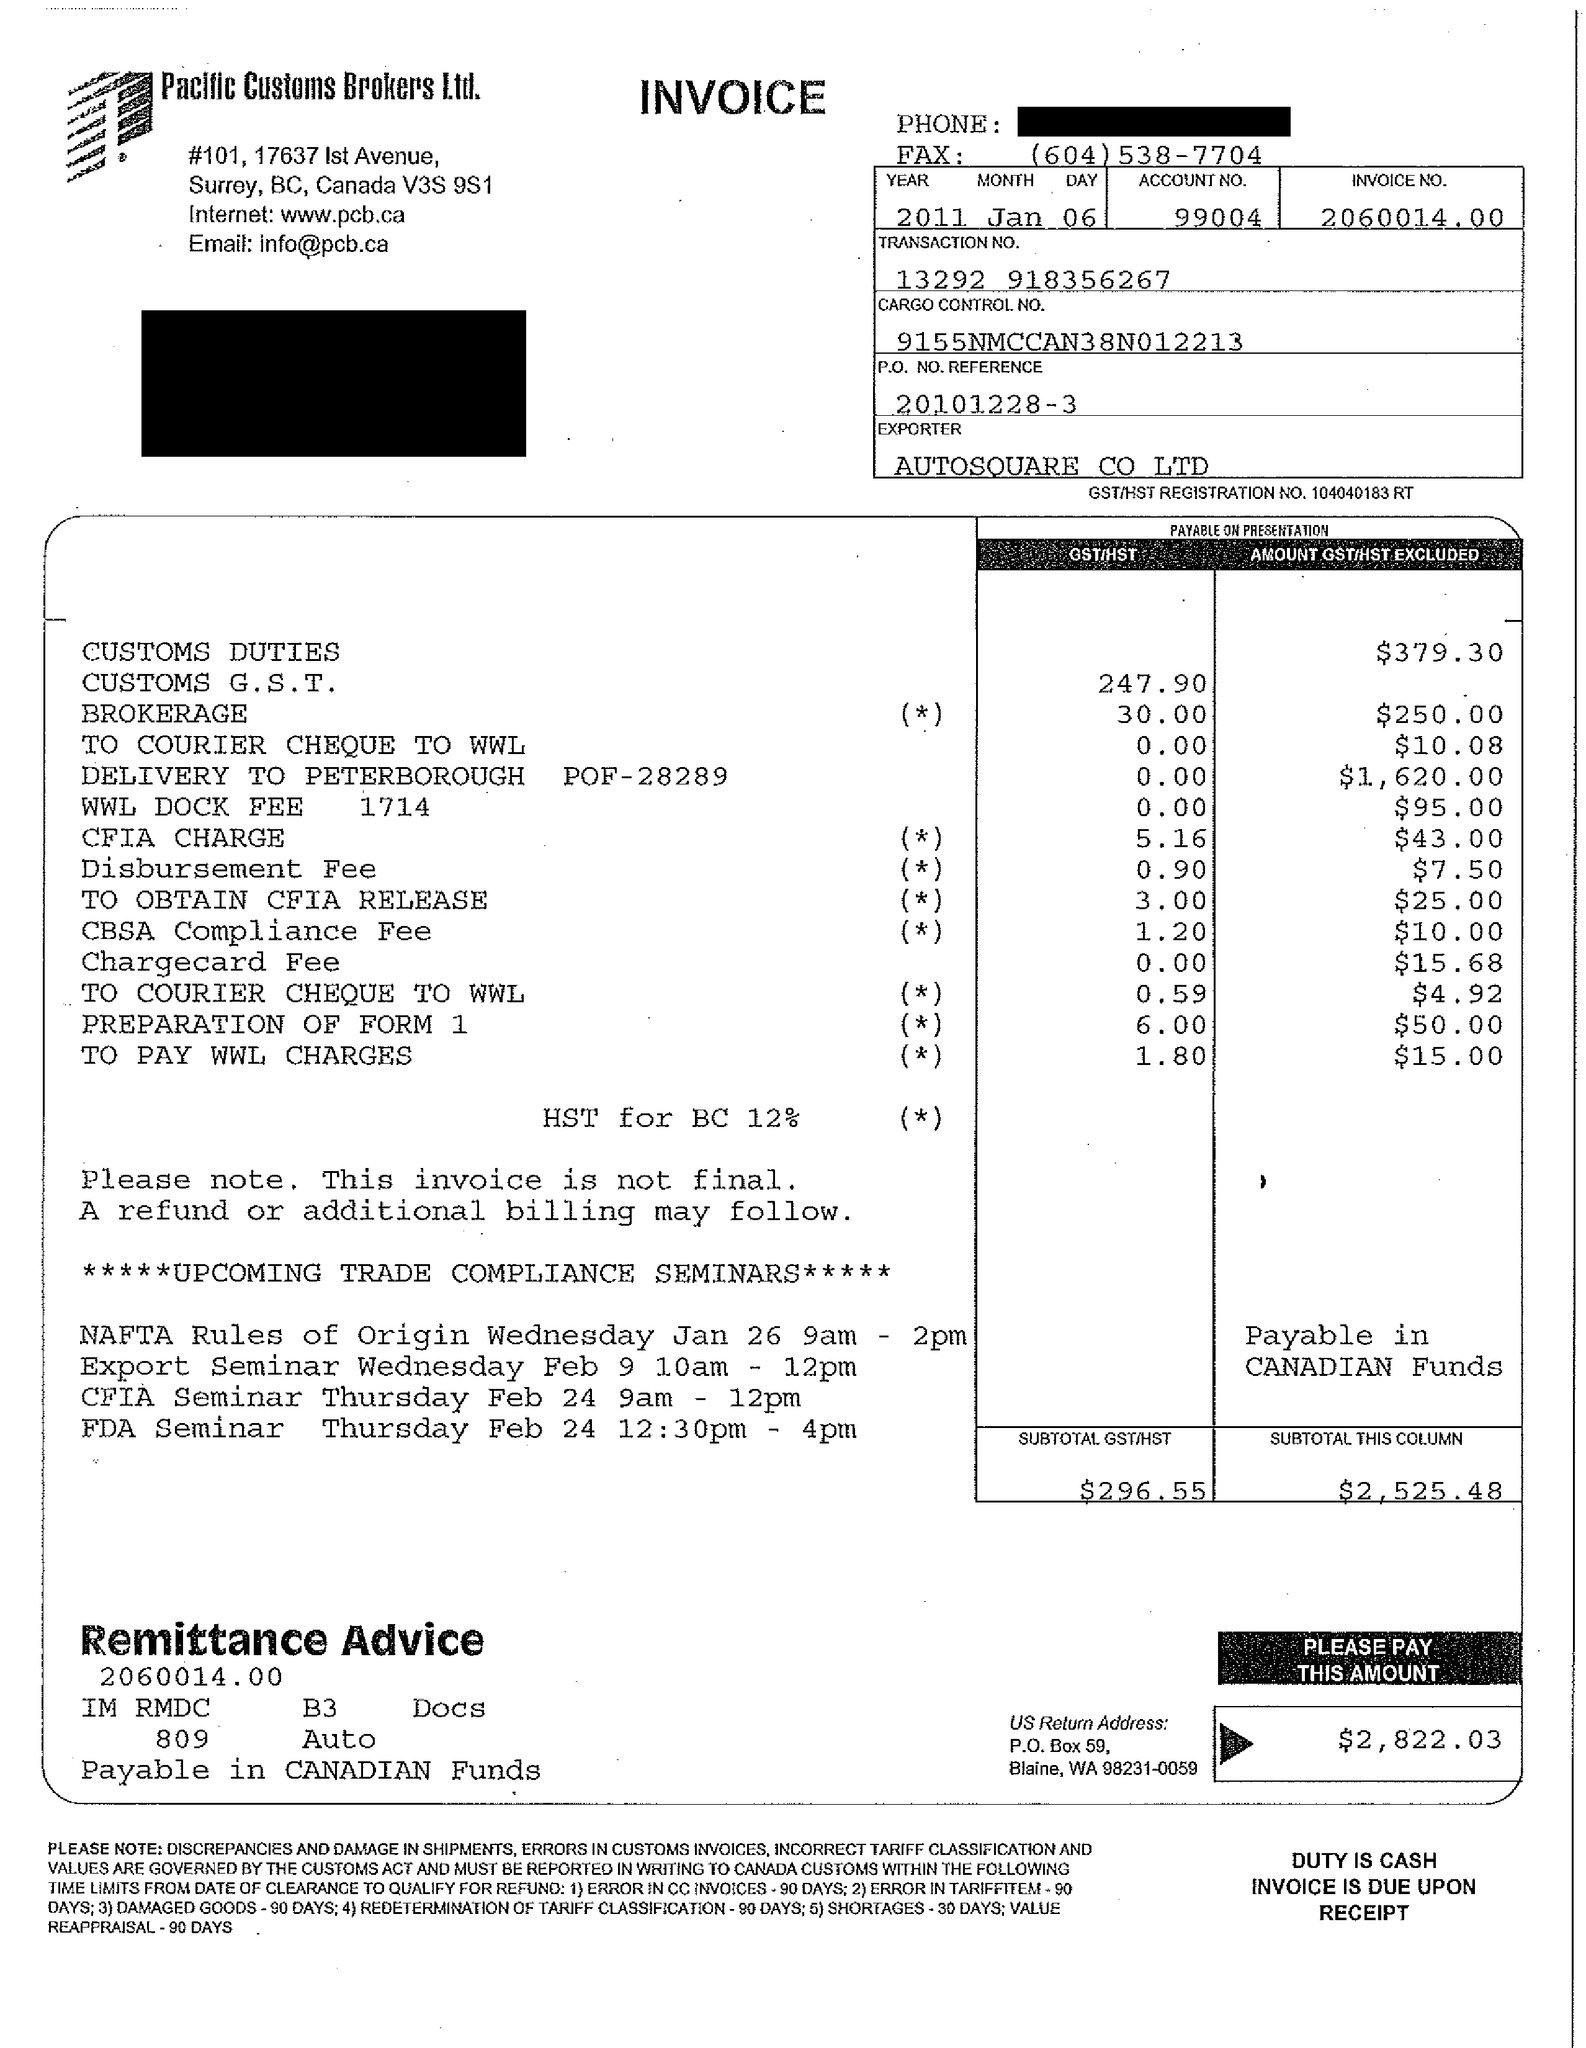 Pacific Customs Brokers Ltd.
INVOICE
#101, 17637 Ist Avenue,
Surrey, BC, Canada V3S 9S1
Internet: www.pcb.ca
Email: info@pcb.ca
PHONE:
FAX: (604)538-7704
YEAR MONTH DAY ACCOUNT NO. INVOICE NO.
2011 Jan 06 99004 2060014.00
TRANSACTION NO.
13292 918356267
CARGO CONTROL NO.
9155NMCCAN38N012213
P.O. NO. REFERENCE
20101228-3
EXPORTER
AUTOSQUARE CO LTD
GST/HST REGISTRATION NO. 104040183 RT
PAYABLE ON PRESENTATION
GST/HST AMOUNT GST/HST EXCLUDED
CUSTOMS DUTIES $379.30
CUSTOMS G.S.T. 247.90
BROKERAGE (*) 30.00 $250.00
TO COURIER CHEQUE TO WWL 0.00 $10.08
DELIVERY TO PETERBOROUGH POF-28289 0.00 $1,620.00
WWL DOCK FEE 1714 0.00 $95.00
CFIA CHARGE (*) 5.16 $43.00
Disbursement Fee (*) 0.90 $7.50
TO OBTAIN CFIA RELEASE (*) 3.00 $25.00
CBSA Compliance Fee (*) 1.20 $10.00
Chargecard Fee 0.00 $15.68
TO COURIER CHEQUE TO WWL (*) 0.59 $4.92
PREPARATION OF FORM 1 (*) 6.00 $50.00
TO PAY WWL CHARGES (*) 1.80 $15.00
HST for BC 12% (*)
Please note. This invoice is not final.
A refund or additional billing may follow.
*****UPCOMING TRADE COMPLIANCE SEMINARS*****
NAFTA Rules of Origin Wednesday Jan 26 9am - 2pm
Export Seminar Wednesday Feb 9 10am - 12pm
CFIA Seminar Thursday Feb 24 9am - 12pm
FDA Seminar Thursday Feb 24 12:30pm - 4pm
Payable in
CANADIAN Funds
SUBTOTAL GST/HST SUBTOTAL THIS COLUMN
$296.55 $2,525.48
Remittance Advice
2060014.00
IM RMDC B3 Docs
809 Auto
Payable in CANADIAN Funds
US Return Address:
P.O. Box 59,
Blaine, WA 98231-0059
PLEASE PAY
THIS AMOUNT
$2,822.03
PLEASE NOTE: DISCREPANCIES AND DAMAGE IN SHIPMENTS, ERRORS IN CUSTOMS INVOICES, INCORRECT TARIFF CLASSIFICATION AND
VALUES ARE GOVERNED BY THE CUSTOMS ACT AND MUST BE REPORTED IN WRITING TO CANADA CUSTOMS WITHIN THE FOLLOWING
TIME LIMITS FROM DATE OF CLEARANCE TO QUALIFY FOR REFUND: 1) ERROR IN CC INVOICES - 90 DAYS; 2) ERROR IN TARIFFITEM - 90
DAYS; 3) DAMAGED GOODS - 90 DAYS; 4) REDETERMINATION OF TARIFF CLASSIFICATION - 90 DAYS; 5) SHORTAGES - 30 DAYS; VALUE
REAPPRAISAL - 90 DAYS
DUTY IS CASH
INVOICE IS DUE UPON
RECEIPT